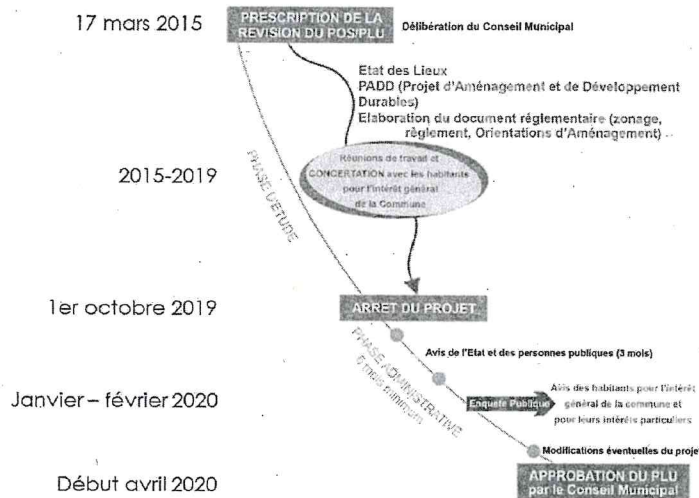 17 mars 2015
PRESCRIPTION DE LA
REVISION DU POS/PLU
Délibération du Conseil Municipal
Etat des Lieux
PADD (Projet d'Aménagement et de Développement
Durables)
Elaboration du document réglementaire (zonage,
règlement, Orientations d'Aménagement)
2015-2019
PHASE D'ETUDE
Réunions de travail et
CONCERTATION avec les habitants
pour l'intérêt général
de la Commune
1er octobre 2019
ARRET DU PROJET
PHASE ADMINISTRATIVE
6 mois minimum
Avis de l'Etat et des personnes publiques (3 mois)
Janvier – février 2020
Enquete Publique
Avis des habitants pour l'intérêt
général de la commune et
pour leurs intérêts particuliers
Modifications éventuelles du projet
Début avril 2020
APPROBATION DU PLU
par le Conseil Municipal